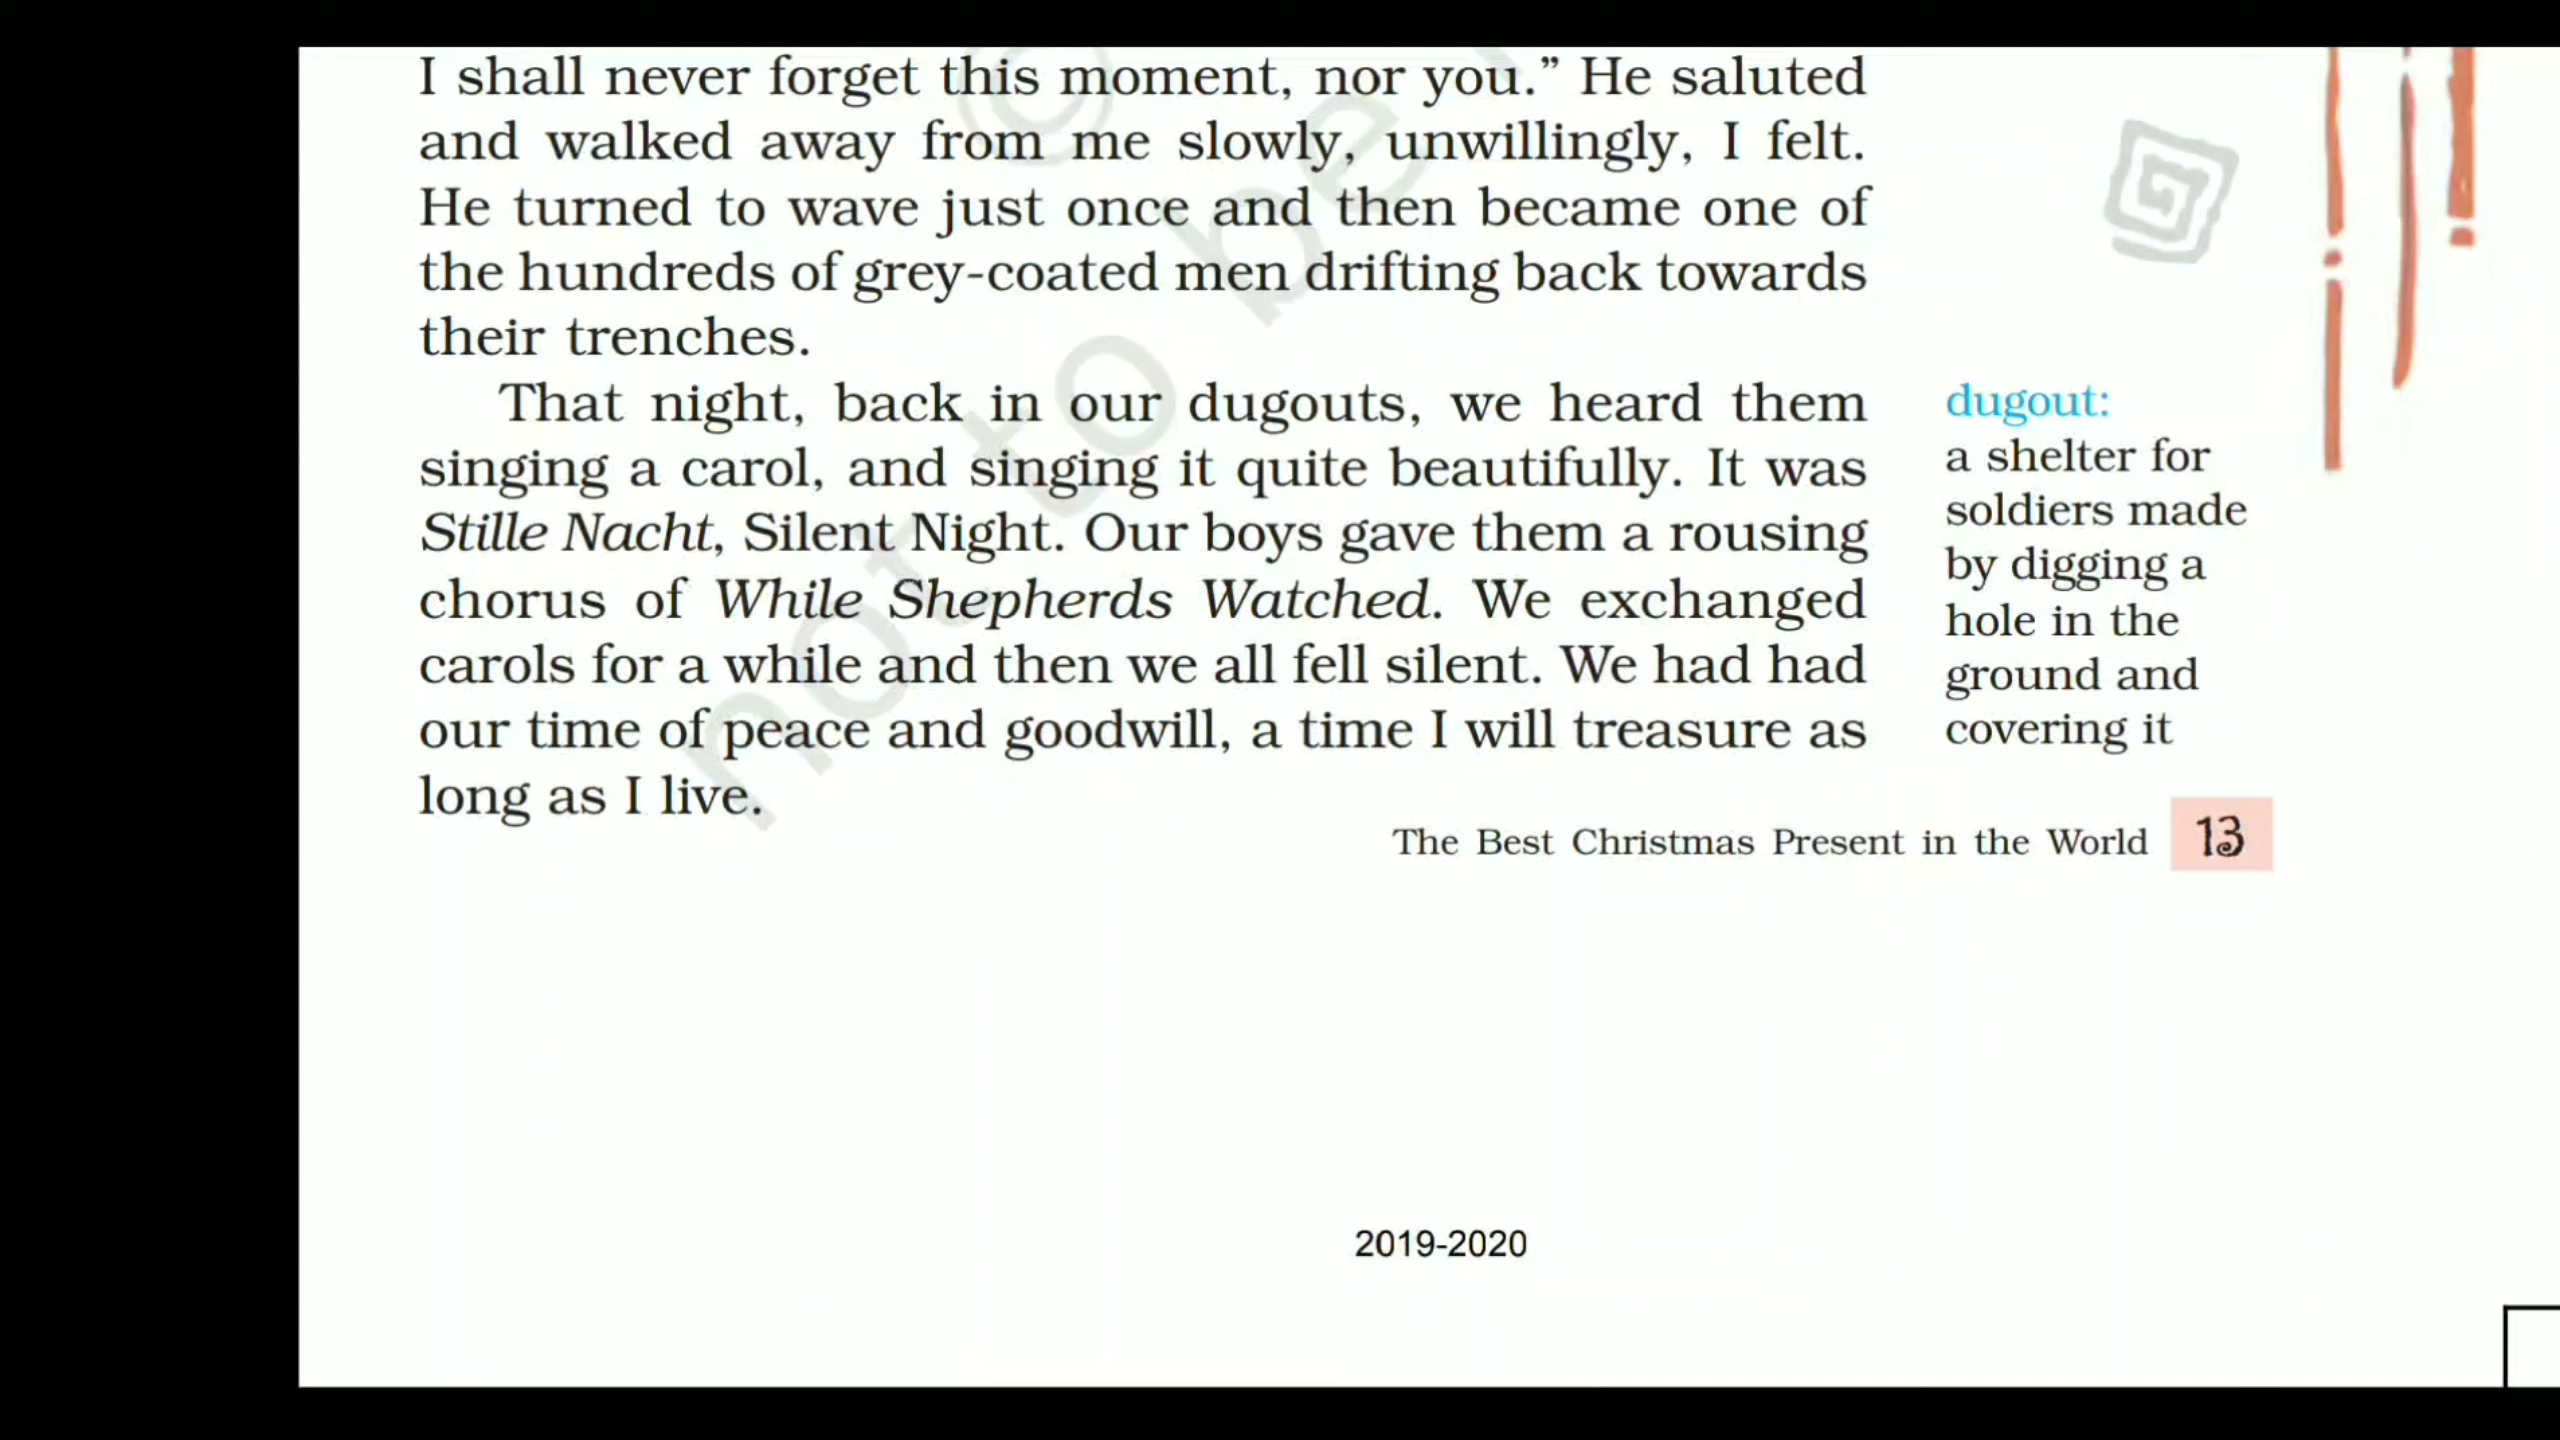 I shall never forget this moment, nor you.” He saluted
and walked away from me slowly, unwillingly, I felt.
He turned to wave just once and then became one of
the hundreds of grey-coated men drifting back towards
their trenches.
That night, back in our dugouts, we heard them
singing a carol, and singing it quite beautifully. It was
Stille Nacht, Silent Night. Our boys gave them a rousing
chorus of While Shepherds Watched. We exchanged
carols for a while and then we all fell silent. We had had
our time of peace and goodwill, a time I will treasure as
long as I live.
dugout:
a shelter for
soldiers made
by digging a
hole in the
ground and
covering it
The Best Christmas Present in the World 13
2019-2020
©
not to be